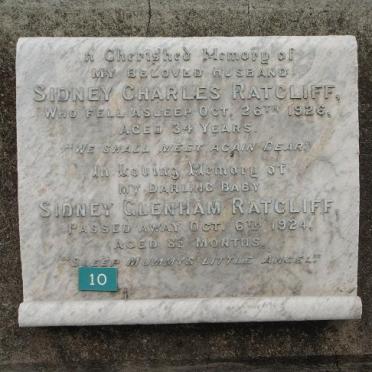 A Cherished Memory of
MY BELOVED HUSBAND
SIDNEY CHARLES RATCLIFF,
WHO FELL ASLEEP OCT. 26TH 1926,
AGED 34 YEARS.
"WE SHALL MEET AGAIN DEAR"
In Loving Memory of
MY DARLING BABY
SIDNEY GLENHAM RATCLIFF,
PASSED AWAY OCT. 6TH 1924,
AGED MONTHS.
"SLEEP MUMMY'S LITTLE ANGEL"
10